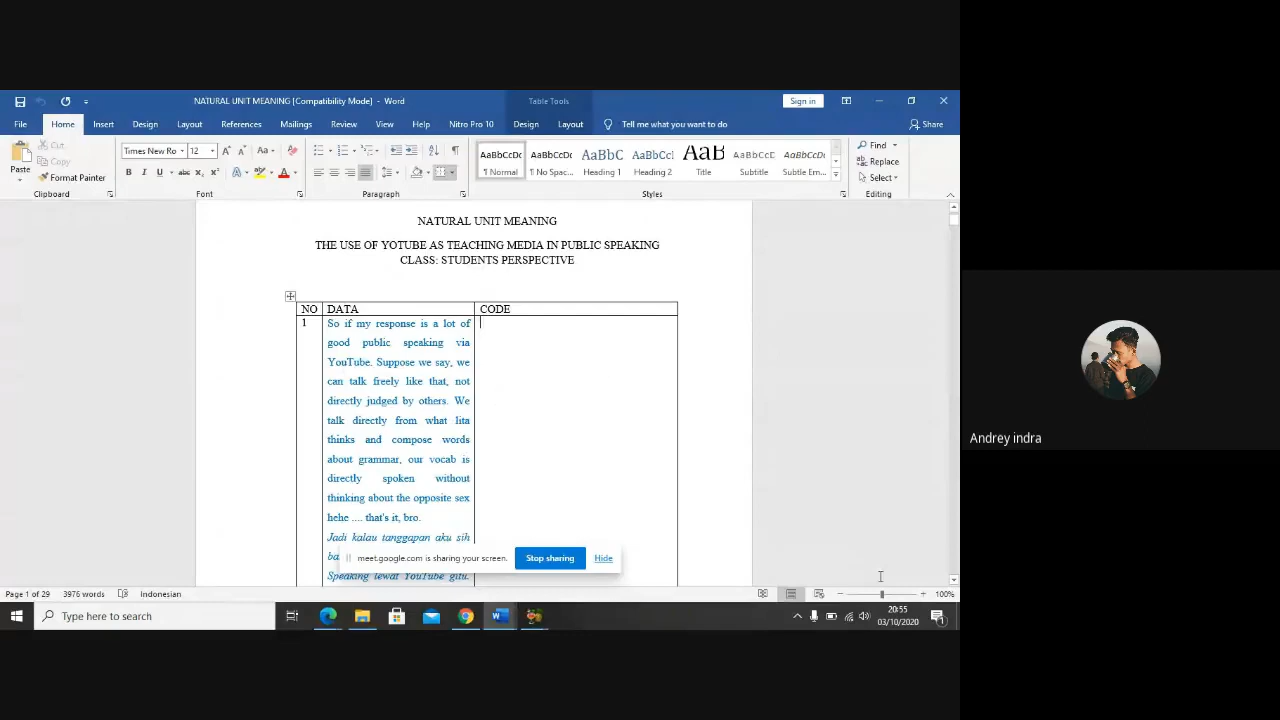 NATURAL UNIT MEANING [Compatibility Mode] - Word
Table Tools
Sign in
File Home Insert Design Layout References Mailings Review View Help Nitro Pro 10 Design Layout Tell me what you want to do Share
Paste
Cut
Copy
Format Painter
Clipboard
Times New Ro 12
Font
Paragraph
AaBbCcDc AaBbCcDc AaBbC AaBbCcI AaB AaBbCcD AaBbCcDc
¶ Normal ¶ No Spac... Heading 1 Heading 2 Title Subtitle Subtle Em...
Styles
Find
Replace
Select
Editing
NATURAL UNIT MEANING
THE USE OF YOTUBE AS TEACHING MEDIA IN PUBLIC SPEAKING
CLASS: STUDENTS PERSPECTIVE
NO DATA CODE
1 So if my response is a lot of
good public speaking via
YouTube. Suppose we say, we
can talk freely like that, not
directly judged by others. We
talk directly from what lita
thinks and compose words
about grammar, our vocab is
directly spoken without
thinking about the opposite sex
hehe .... that's it, bro.
Jadi kalau tanggapan aku sih
ba
Speaking lewat YouTube gitu.
meet.google.com is sharing your screen. Stop sharing Hide
Page 1 of 29 3976 words Indonesian 100%
Type here to search
20:55
03/10/2020
1
Andrey indra